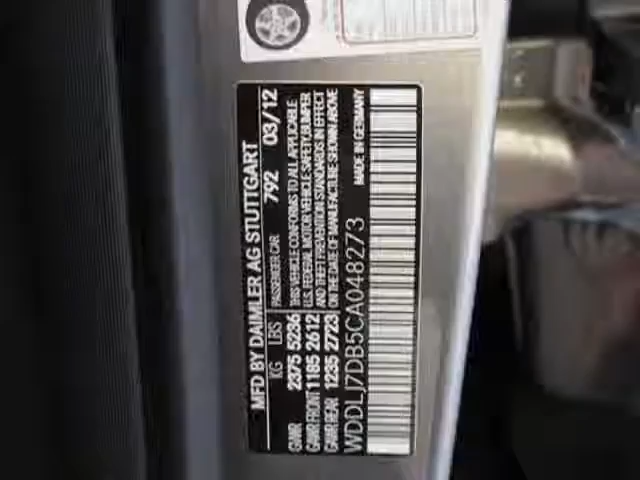 MFD BY DAIMLER AG STUTTGART
KG LBS PASSENGER CAR 792 03/12
GVWR 2375 5236 THIS VEHICLE CONFORMS TO ALL APPLICABLE
GAWR FRONT 1185 2612 U.S. FEDERAL MOTOR VEHICLE SAFETY, BUMPER
GAWR REAR 1235 2723 AND THEFT PREVENTION STANDARDS IN EFFECT
ON THE DATE OF MANUFACTURE SHOWN ABOVE
WDDLJ7DB5CA048273 MADE IN GERMANY